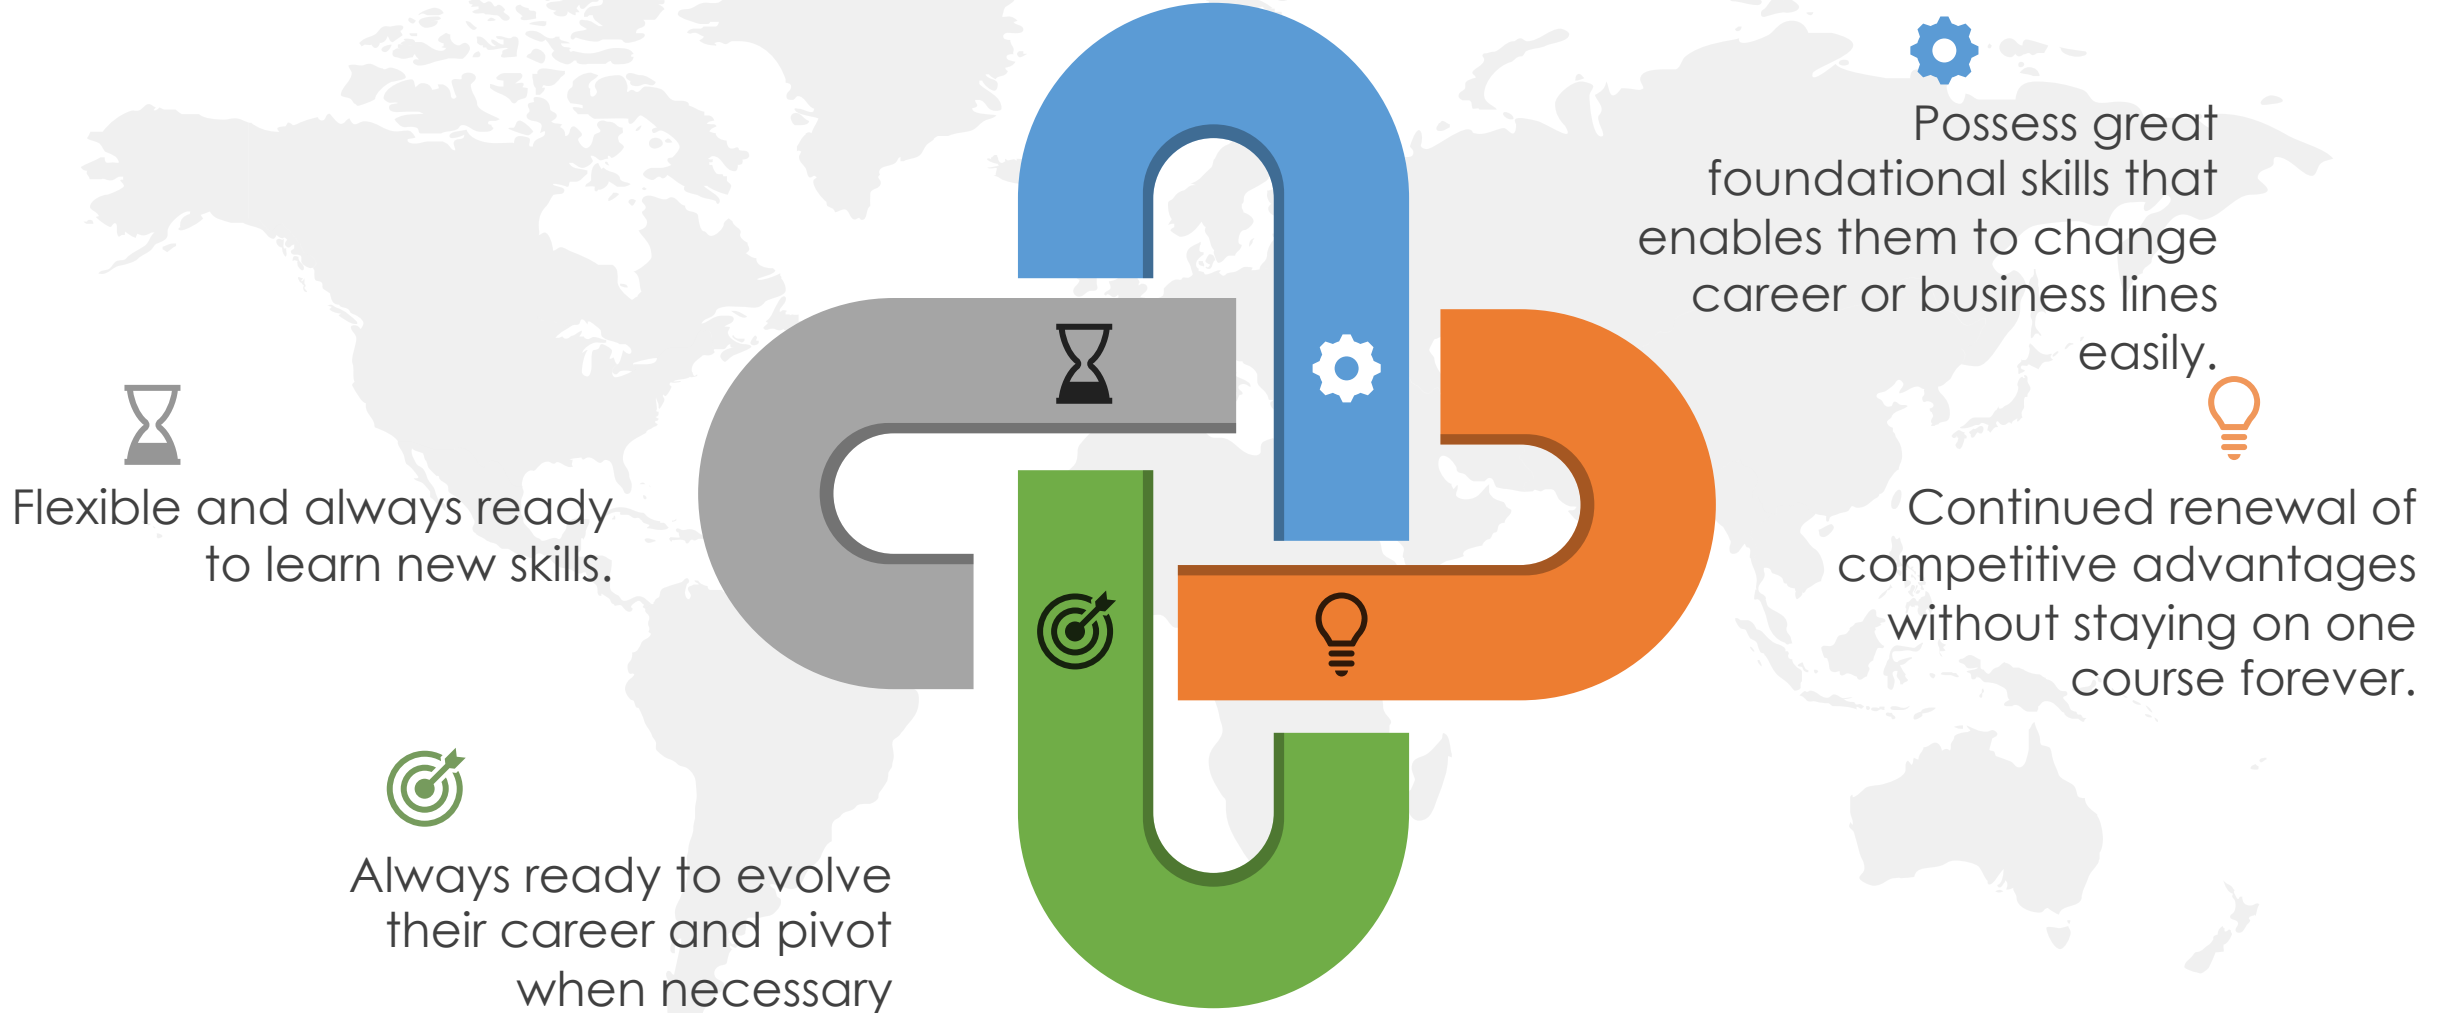 Possess great
foundational skills that
enables them to change
career or business lines
easily.
Flexible and always ready
to learn new skills.
Continued renewal of
competitive advantages
without staying on one
course forever.
Always ready to evolve
their career and pivot
when necessary